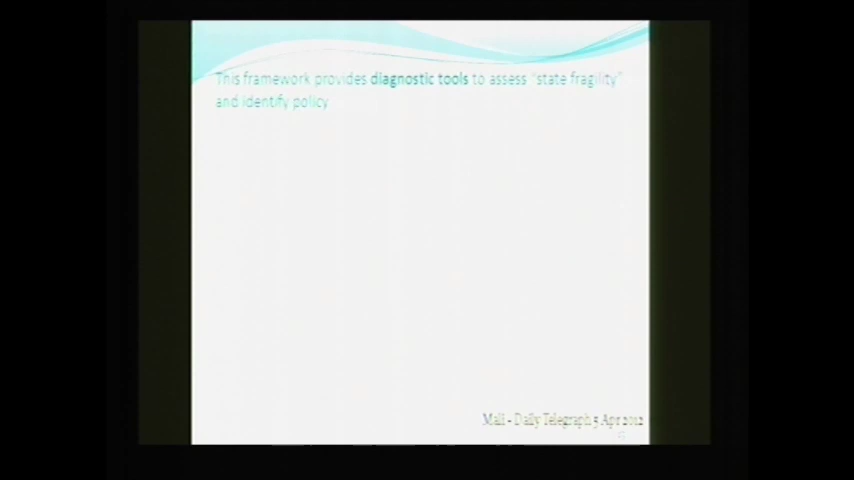 This framework provides diagnostic tools to assess "state fragility"
and identify policy
Mali - Daily Telegraph 5 Apr 2012